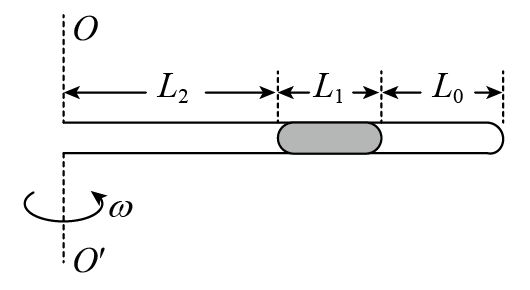 O
L₂ L₁ L₀
ω
O′